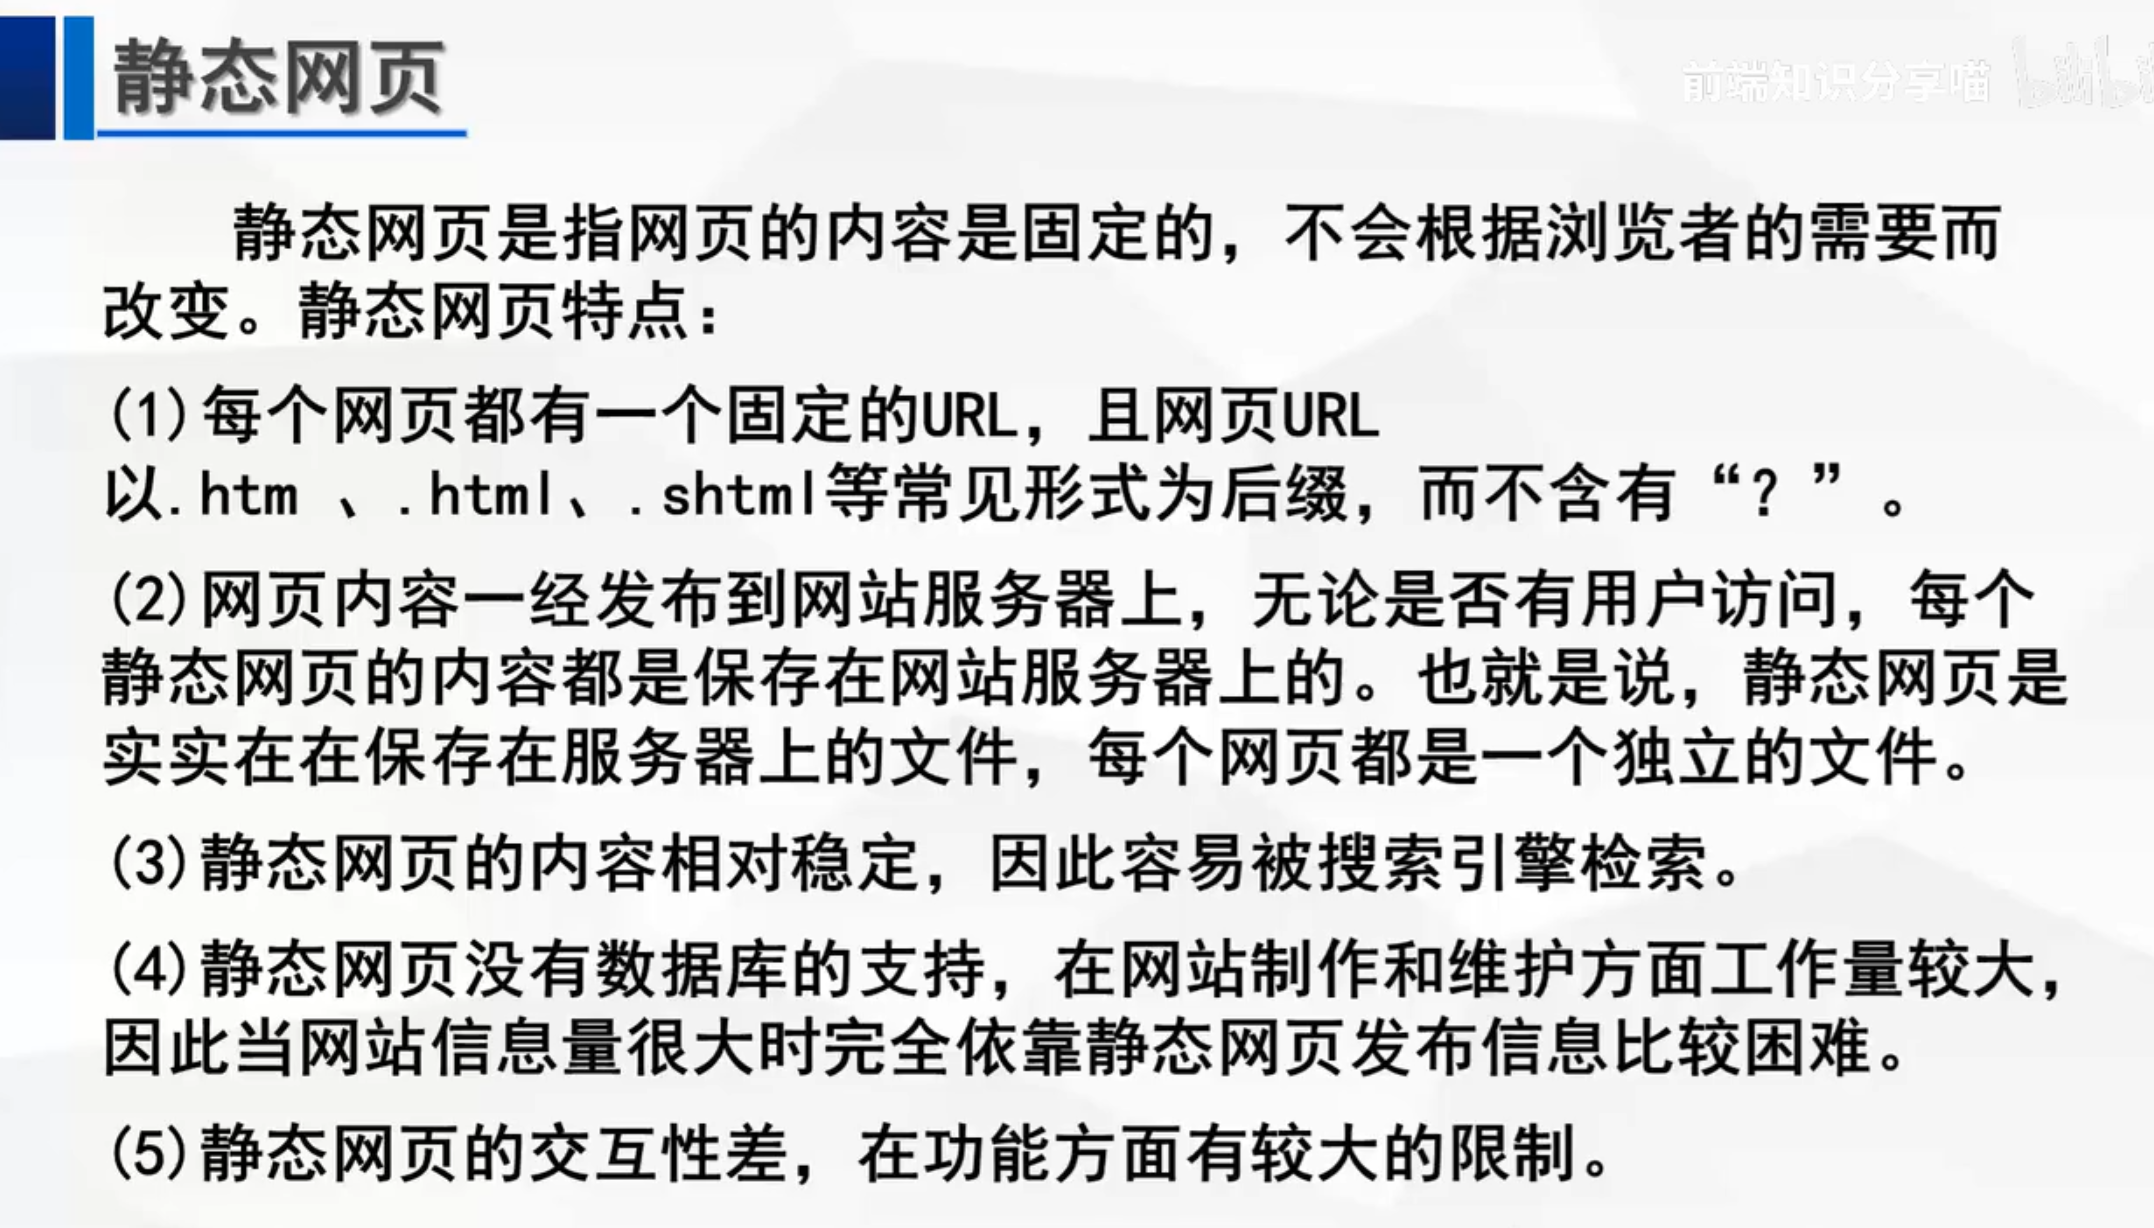 静态网页
前端知识分享喵
静态网页是指网页的内容是固定的，不会根据浏览者的需要而
改变。静态网页特点：
(1)每个网页都有一个固定的URL，且网页URL
以.htm 、.html、.shtml等常见形式为后缀，而不含有“？”。
(2)网页内容一经发布到网站服务器上，无论是否有用户访问，每个
静态网页的内容都是保存在网站服务器上的。也就是说，静态网页是
实实在在保存在服务器上的文件，每个网页都是一个独立的文件。
(3)静态网页的内容相对稳定，因此容易被搜索引擎检索。
(4)静态网页没有数据库的支持，在网站制作和维护方面工作量较大，
因此当网站信息量很大时完全依靠静态网页发布信息比较困难。
(5)静态网页的交互性差，在功能方面有较大的限制。